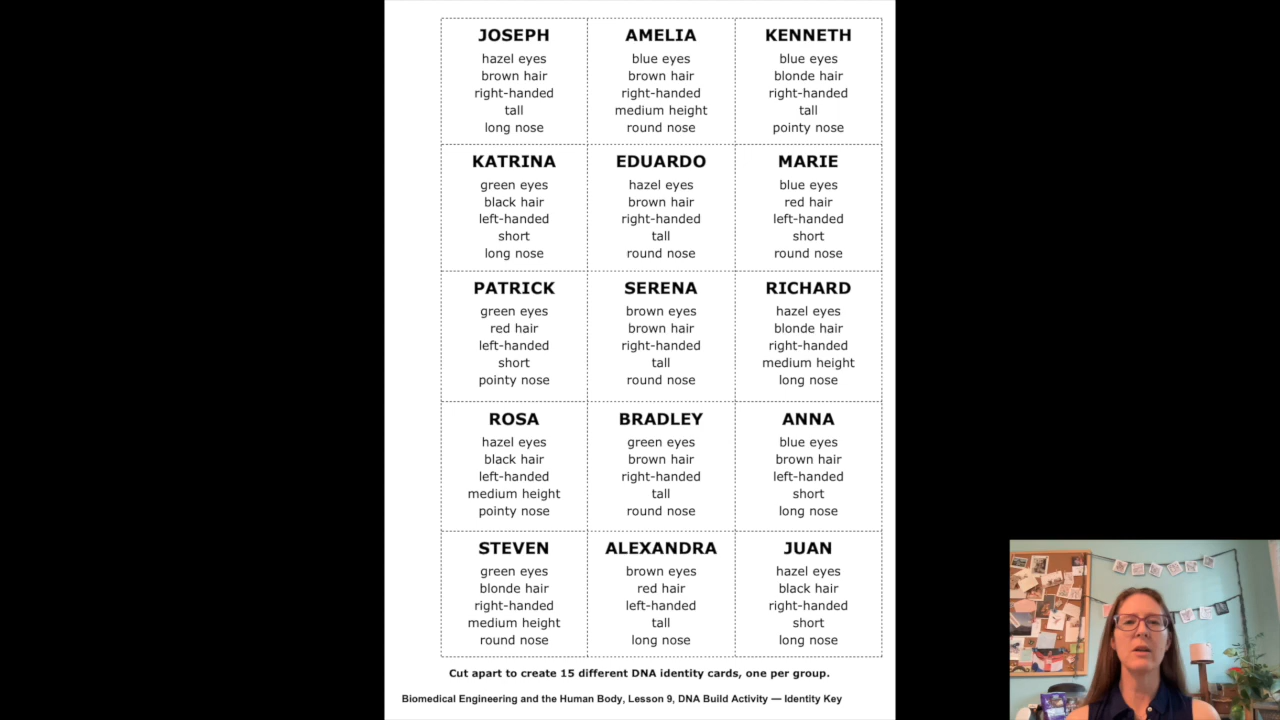 JOSEPH
hazel eyes
brown hair
right-handed
tall
long nose
AMELIA
blue eyes
brown hair
right-handed
medium height
round nose
KENNETH
blue eyes
blonde hair
right-handed
tall
pointy nose
KATRINA
green eyes
black hair
left-handed
short
long nose
EDUARDO
hazel eyes
brown hair
right-handed
tall
round nose
MARIE
blue eyes
red hair
left-handed
short
round nose
PATRICK
green eyes
red hair
left-handed
short
pointy nose
SERENA
brown eyes
brown hair
right-handed
tall
round nose
RICHARD
hazel eyes
blonde hair
right-handed
medium height
long nose
ROSA
hazel eyes
black hair
left-handed
medium height
pointy nose
BRADLEY
green eyes
brown hair
right-handed
tall
round nose
ANNA
blue eyes
brown hair
left-handed
short
long nose
STEVEN
green eyes
blonde hair
right-handed
medium height
round nose
ALEXANDRA
brown eyes
red hair
left-handed
tall
long nose
JUAN
hazel eyes
black hair
right-handed
short
long nose
Cut apart to create 15 different DNA identity cards, one per group.
Biomedical Engineering and the Human Body, Lesson 9, DNA Build Activity — Identity Key